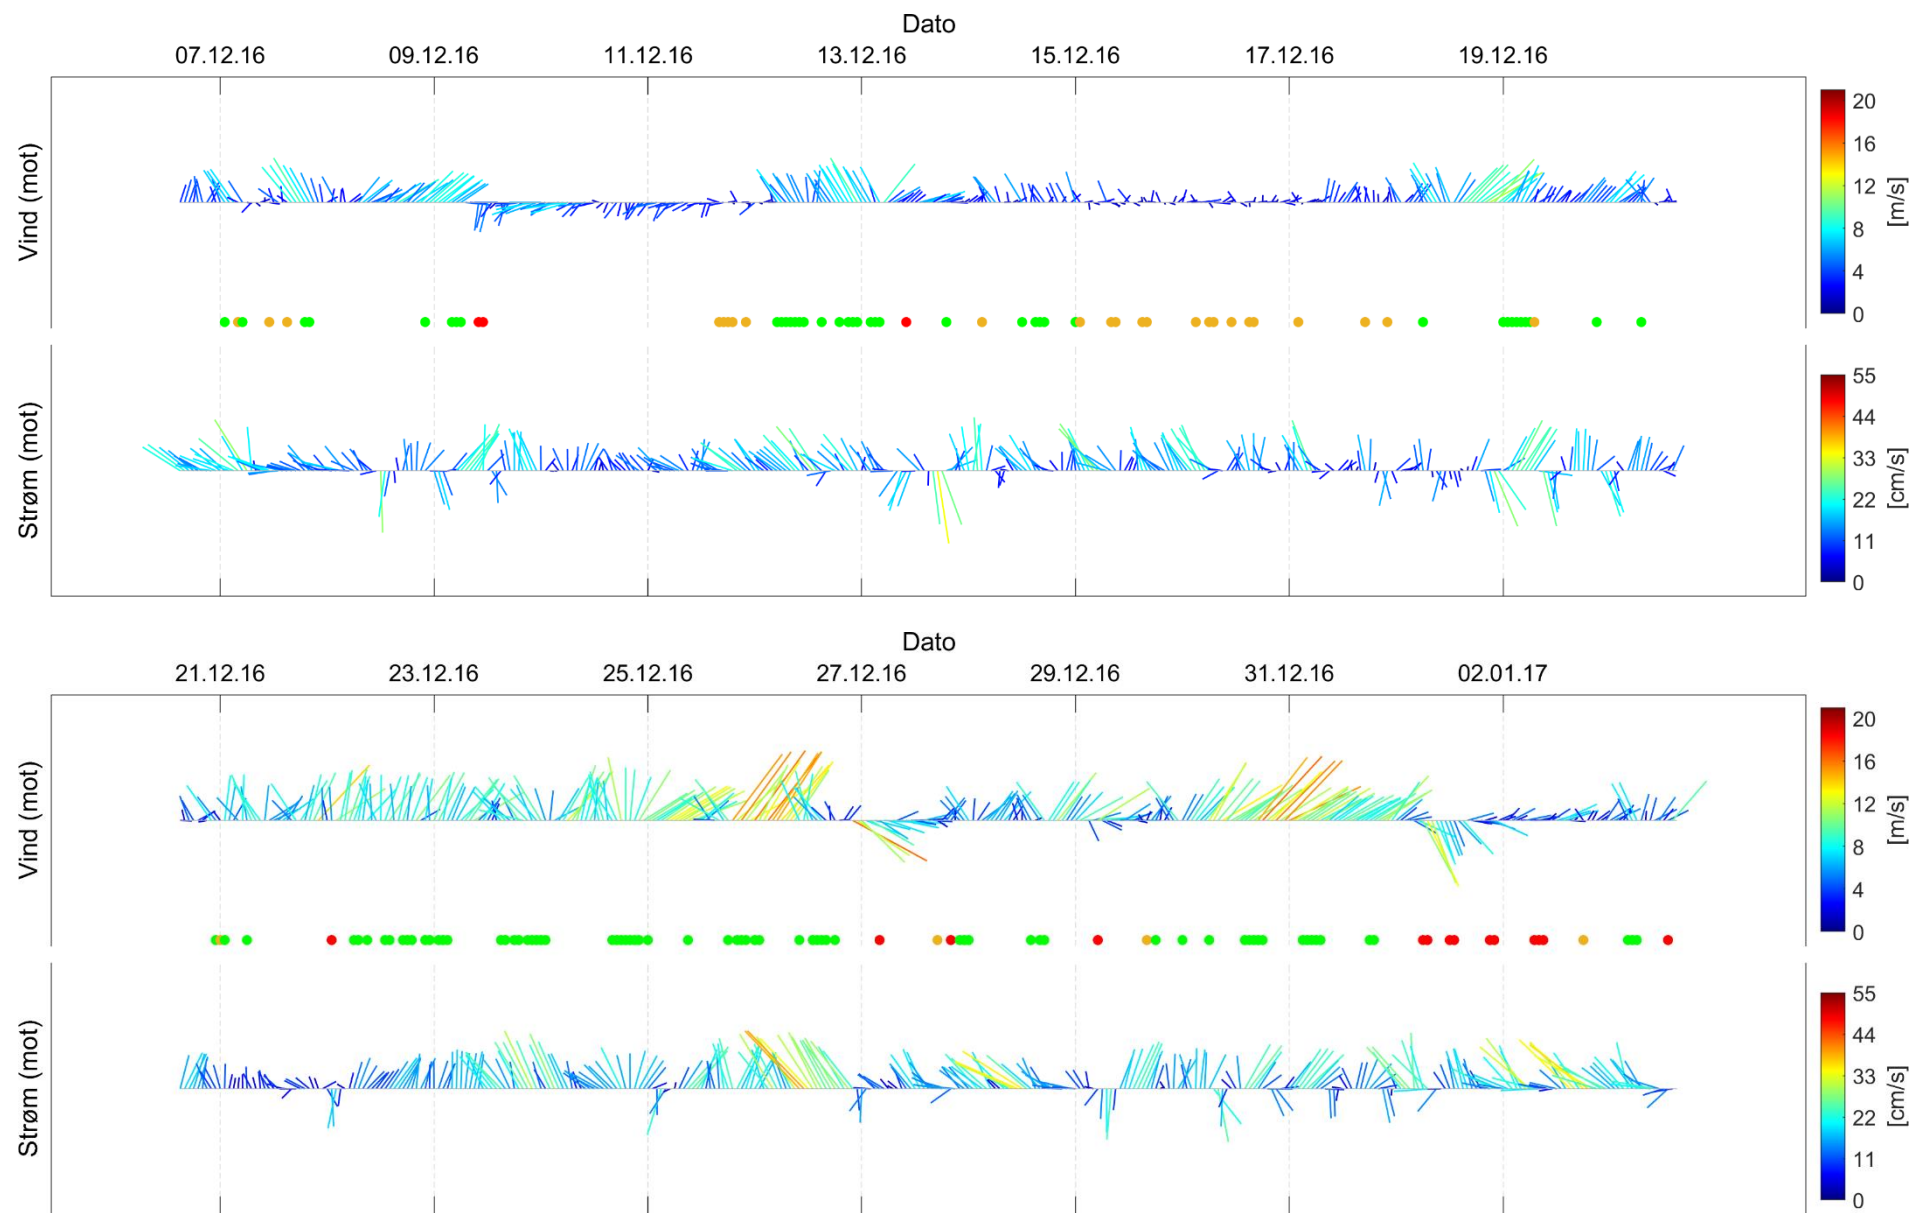 Dato
07.12.16 09.12.16 11.12.16 13.12.16 15.12.16 17.12.16 19.12.16
Vind (mot)
20
16
12
8
4
0
[m/s]
Strøm (mot)
55
44
33
22
11
0
[cm/s]
Dato
21.12.16 23.12.16 25.12.16 27.12.16 29.12.16 31.12.16 02.01.17
Vind (mot)
20
16
12
8
4
0
[m/s]
Strøm (mot)
55
44
33
22
11
0
[cm/s]